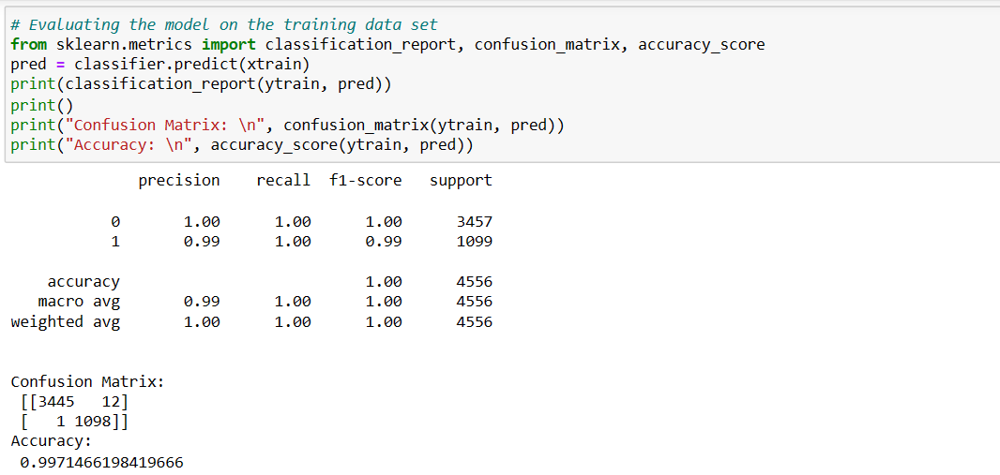 # Evaluating the model on the training data set
from sklearn.metrics import classification_report, confusion_matrix, accuracy_score
pred = classifier.predict(xtrain)
print(classification_report(ytrain, pred))
print()
print("Confusion Matrix: \n", confusion_matrix(ytrain, pred))
print("Accuracy: \n", accuracy_score(ytrain, pred))
              precision    recall  f1-score   support
           0       1.00      1.00      1.00      3457
           1       0.99      1.00      0.99      1099
    accuracy                           1.00      4556
   macro avg       0.99      1.00      1.00      4556
weighted avg       1.00      1.00      1.00      4556
Confusion Matrix:
 [[3445   12]
 [   1 1098]]
Accuracy:
 0.9971466198419666